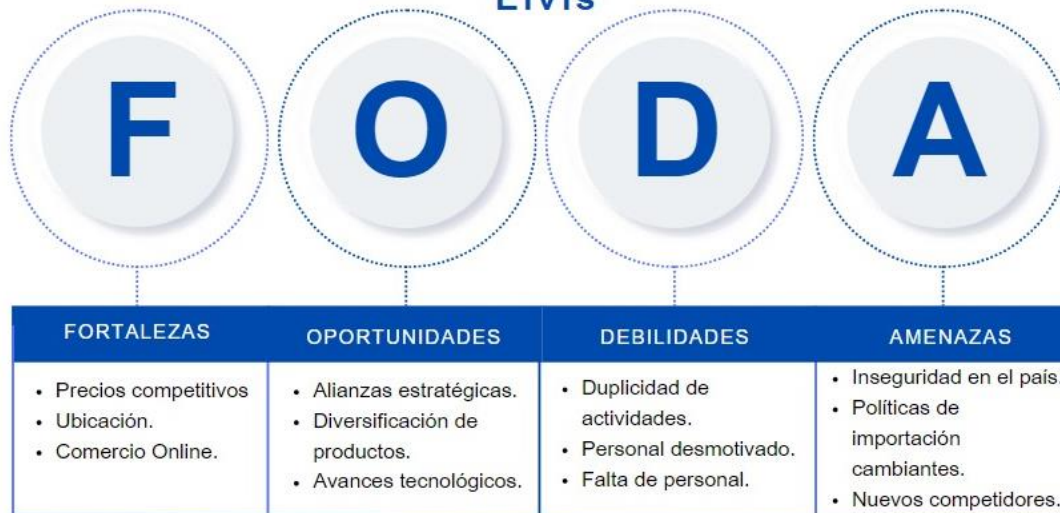 F
O
D
A
FORTALEZAS
OPORTUNIDADES
DEBILIDADES
AMENAZAS
• Precios competitivos
• Ubicación.
• Comercio Online.
• Alianzas estratégicas.
• Diversificación de
productos.
• Avances tecnológicos.
• Duplicidad de
actividades.
• Personal desmotivado.
• Falta de personal.
• Inseguridad en el país.
• Políticas de
importación
cambiantes.
• Nuevos competidores.